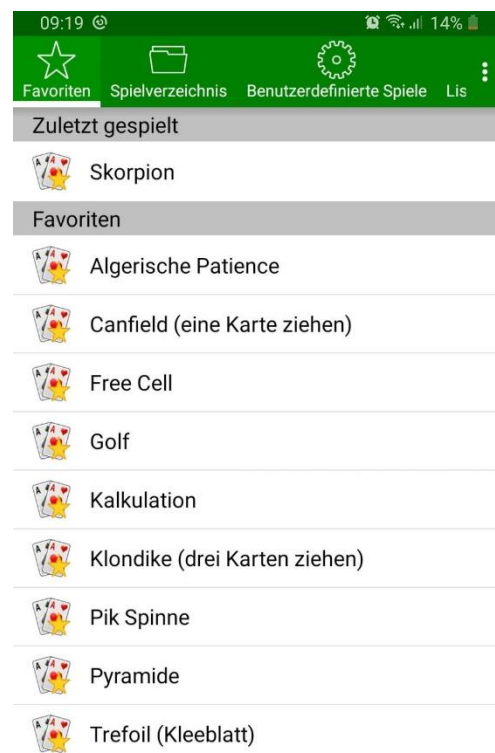 09:19 14%
Favoriten Spielverzeichnis Benutzerdefinierte Spiele Lis
Zuletzt gespielt
Skorpion
Favoriten
Algerische Patience
Canfield (eine Karte ziehen)
Free Cell
Golf
Kalkulation
Klondike (drei Karten ziehen)
Pik Spinne
Pyramide
Trefoil (Kleeblatt)